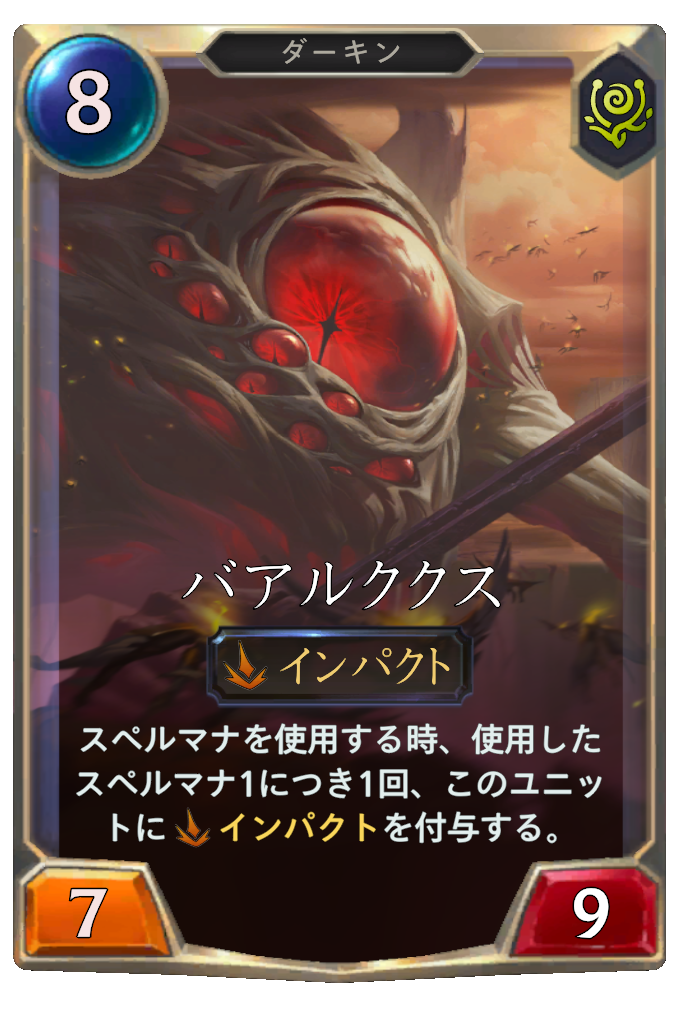 ダーキン
8
バアルククス
インパクト
スペルマナを使用する時、使用した
スペルマナ1につき1回、このユニッ
トにインパクトを付与する。
7
9